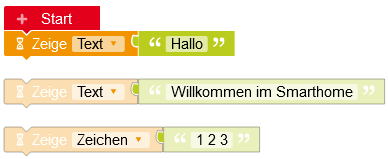 + Start
Zeige Text ▾ “ Hallo ”
Zeige Text ▾ “ Willkommen im Smarthome ”
Zeige Zeichen ▾ “ 1 2 3 ”